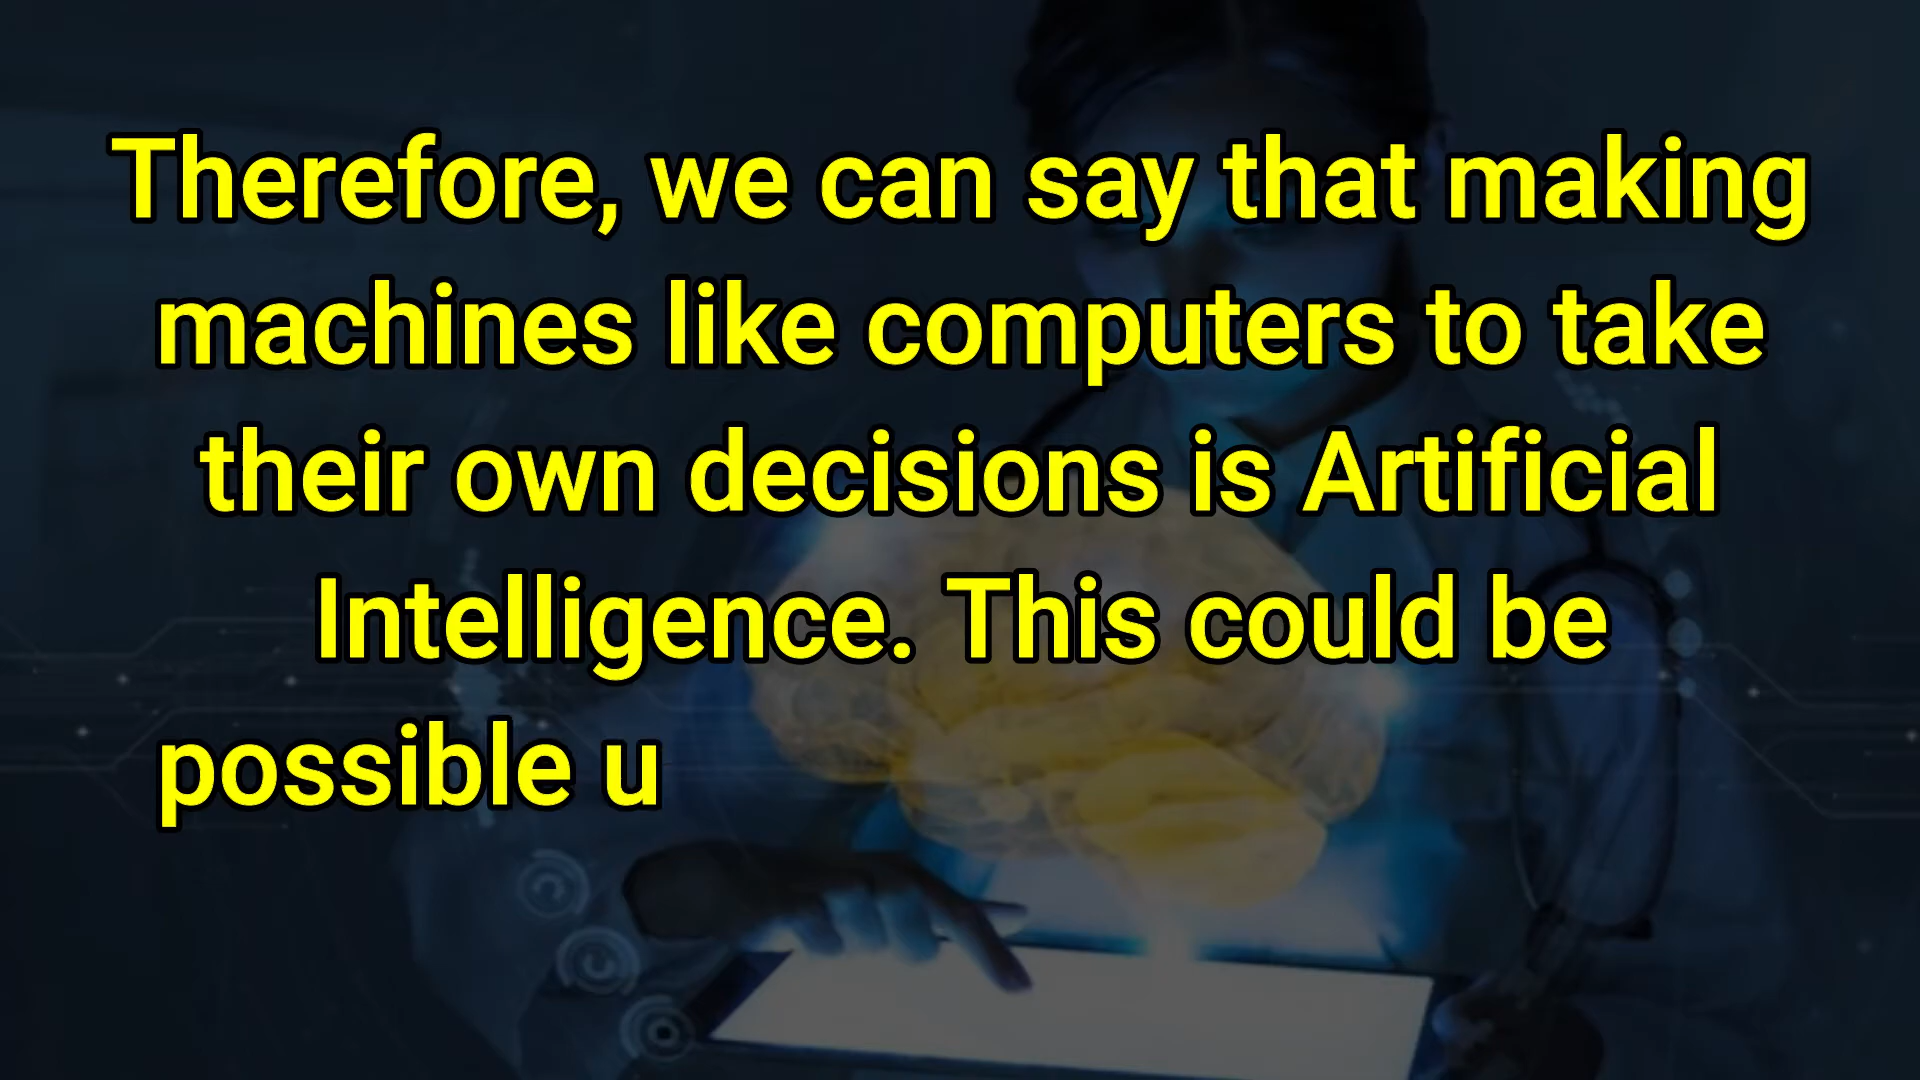 Therefore, we can say that making
machines like computers to take
their own decisions is Artificial
Intelligence. This could be
possible u